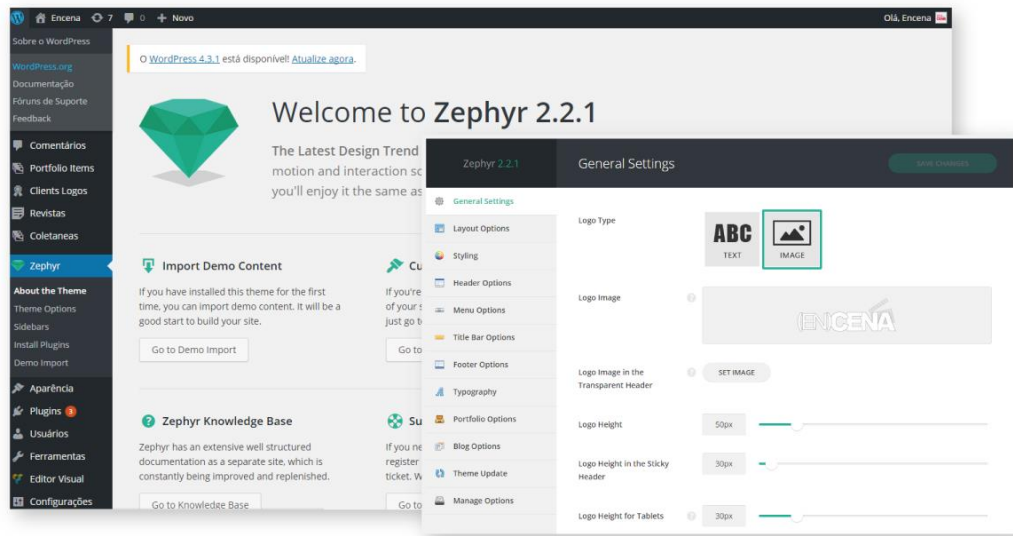 Encena 7 0 + Novo
Olá, Encena
Sobre o WordPress
WordPress.org
Documentação
Fóruns de Suporte
Feedback
Comentários
Portfolio Items
Clients Logos
Revistas
Coletaneas
Zephyr
About the Theme
Theme Options
Sidebars
Install Plugins
Demo Import
Aparência
Plugins 3
Usuários
Ferramentas
Editor Visual
Configurações
O WordPress 4.3.1 está disponível! Atualize agora.
Welcome to Zephyr 2.2.1
The Latest Design Trend
motion and interaction sc
you'll enjoy it the same as
Import Demo Content
If you have installed this theme for the first
time, you can import demo content. It will be a
good start to build your site.
Go to Demo Import
Cu
If you're
of your s
just go t
Go to
Zephyr Knowledge Base
Zephyr has an extensive well structured
documentation as a separate site, which is
constantly being improved and replenished.
Go to Knowledge Base
Su
If you ne
register
ticket. W
Go to
Zephyr 2.2.1
General Settings
SAVE CHANGES
General Settings
Layout Options
Styling
Header Options
Menu Options
Title Bar Options
Footer Options
Typography
Portfolio Options
Blog Options
Theme Update
Manage Options
Logo Type
ABC
TEXT
IMAGE
Logo Image
(EN)CENA
Logo Image in the
Transparent Header
SET IMAGE
Logo Height
50px
Logo Height in the Sticky
Header
30px
Logo Height for Tablets
30px